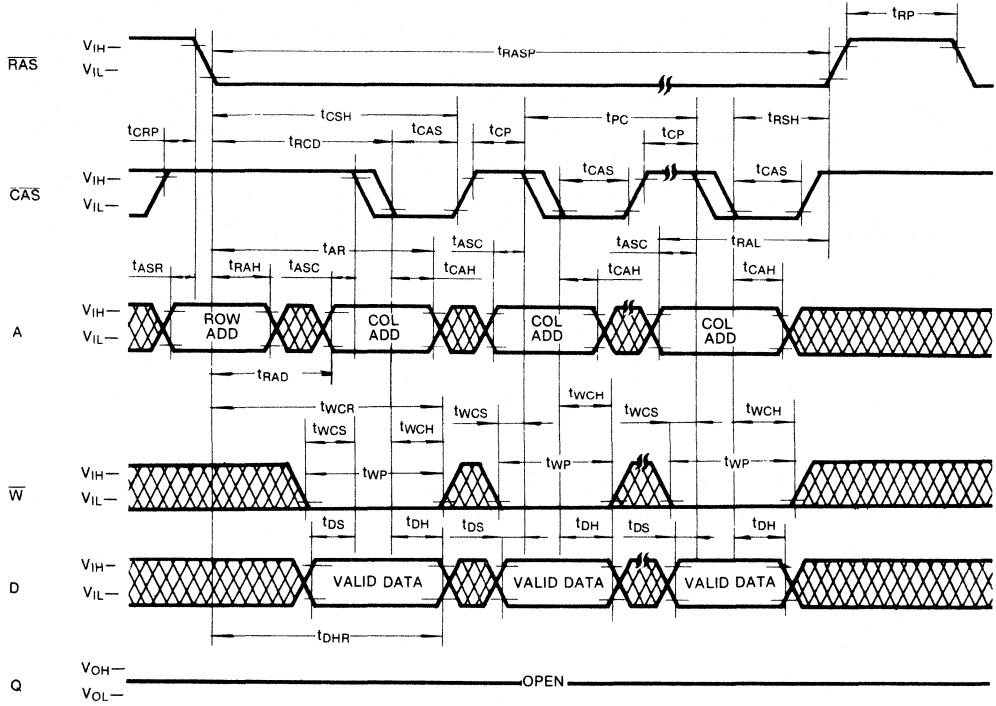 tRP
RAS
VIH
VIL
tRASP
tCSH
tPC
tRSH
tCRP
tRCD
tCAS
tCP
tCP
CAS
VIH
VIL
tCAS
tCAS
tAR
tASC
tASC
tRAL
tASR
tRAH
tASC
tCAH
tCAH
tCAH
A
VIH
VIL
ROW ADD
COL ADD
COL ADD
COL ADD
tRAD
tWCR
tWCH
tWCS
tWCH
tWCS
tWCS
tWCH
tWP
tWP
tWP
W
VIH
VIL
tDS
tDH
tDS
tDH
tDS
tDH
D
VIH
VIL
VALID DATA
VALID DATA
VALID DATA
tDHR
Q
VOH
VOL
OPEN